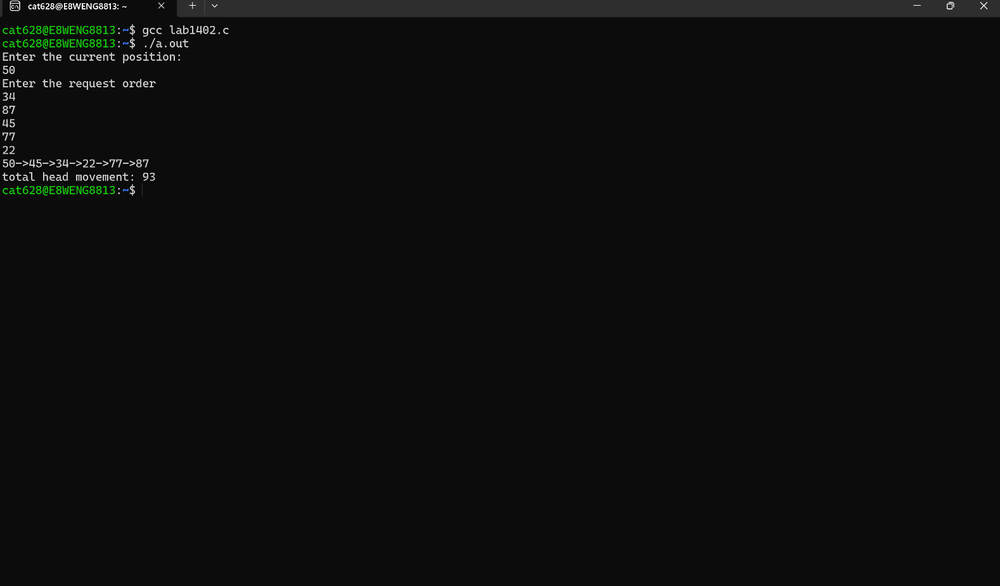 cat628@E8WENG8813: ~
cat628@E8WENG8813:~$ gcc lab1402.c
cat628@E8WENG8813:~$ ./a.out
Enter the current position:
50
Enter the request order
34
87
45
77
22
50->45->34->22->77->87
total head movement: 93
cat628@E8WENG8813:~$